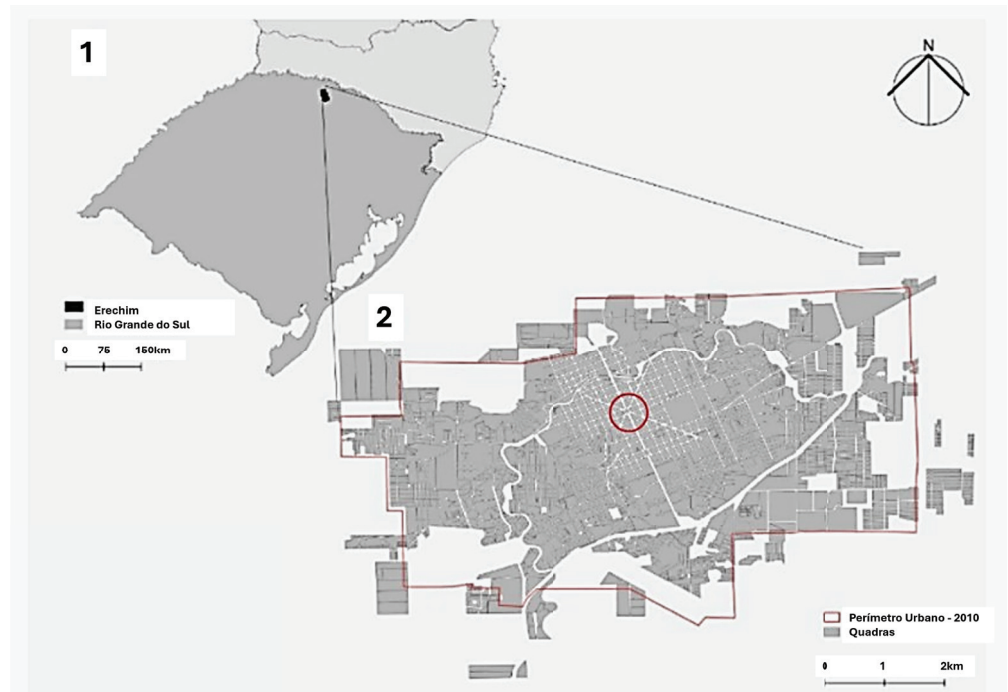 1
N
Erechim
Rio Grande do Sul
0 75 150km
2
Perímetro Urbano - 2010
Quadras
0 1 2km